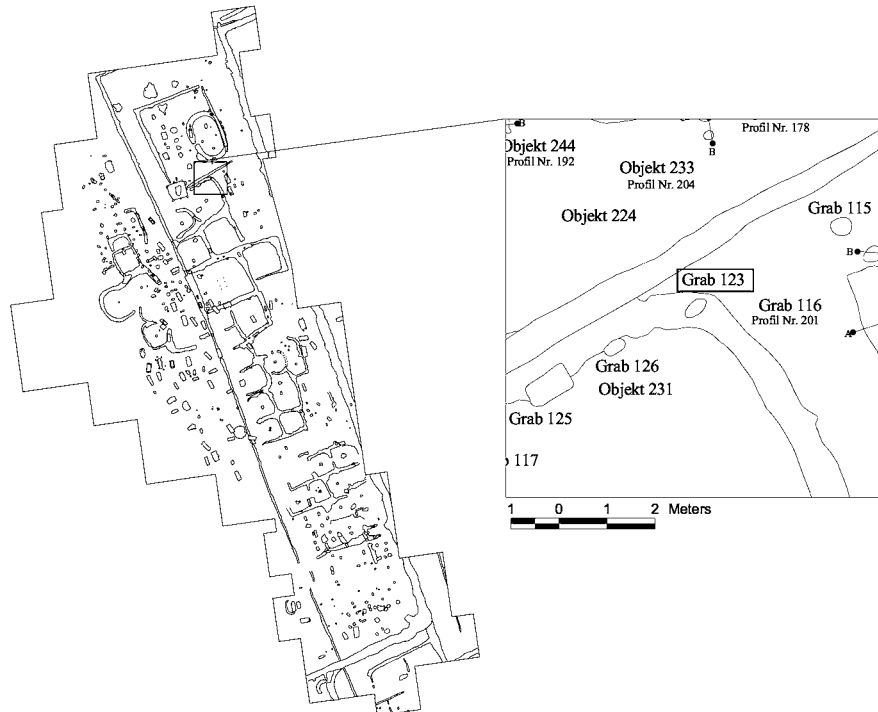 B
Objekt 244
Profil Nr. 192
Profil Nr. 178
B
Objekt 233
Profil Nr. 204
Objekt 224
Grab 115
B
Grab 123
Grab 116
Profil Nr. 201
A
Grab 126
Objekt 231
Grab 125
117
1 0 1 2 Meters